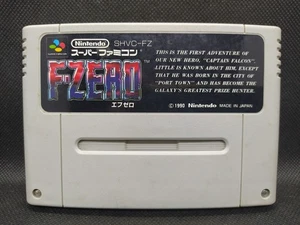 Nintendo SHVC-FZ
スーパーファミコン
F-ZERO™
エフゼロ
THIS IS THE FIRST ADVENTURE OF
OUR NEW HERO, "CAPTAIN FALCON".
LITTLE IS KNOWN ABOUT HIM, EXCEPT
THAT HE WAS BORN IN THE CITY OF
"PORT TOWN" AND HAS BECOME THE
GALAXY'S GREATEST PRIZE HUNTER.
© 1990 Nintendo MADE IN JAPAN